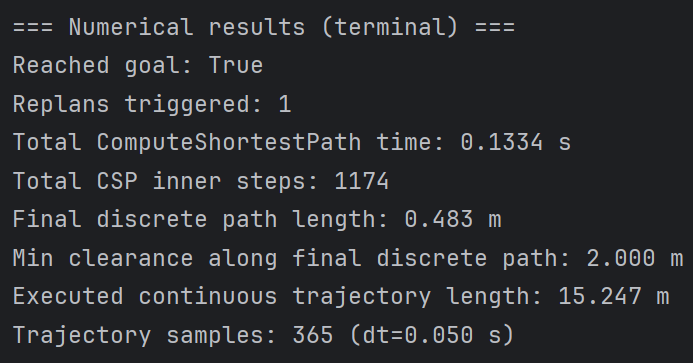 === Numerical results (terminal) ===
Reached goal: True
Replans triggered: 1
Total ComputeShortestPath time: 0.1334 s
Total CSP inner steps: 1174
Final discrete path length: 0.483 m
Min clearance along final discrete path: 2.000 m
Executed continuous trajectory length: 15.247 m
Trajectory samples: 365 (dt=0.050 s)